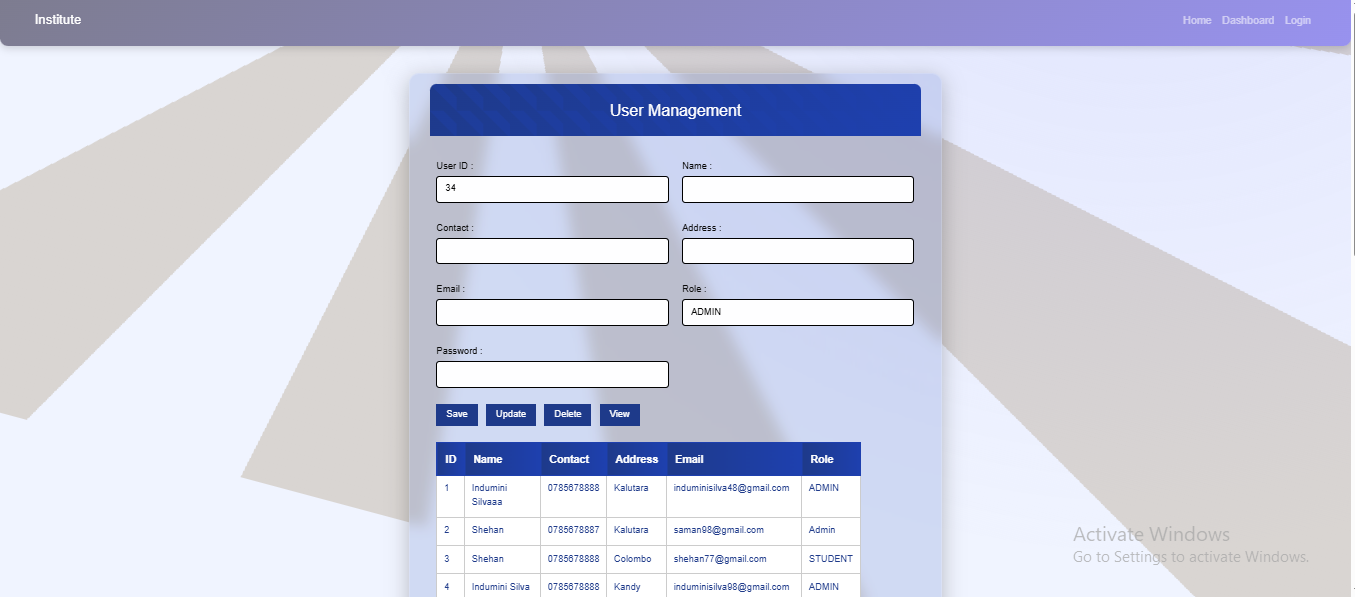 Institute
Home Dashboard Login
User Management
User ID : Name :
34
Contact : Address :
Email : Role :
ADMIN
Password :
Save Update Delete View
ID Name Contact Address Email Role
1 Indumini 0785678888 Kalutara induminisilva48@gmail.com ADMIN
Silvaaa
2 Shehan 0785678887 Kalutara saman98@gmail.com Admin
3 Shehan 0785678888 Colombo shehan77@gmail.com STUDENT
4 Indumini Silva 0785678888 Kandy induminisilva98@gmail.com ADMIN
Activate Windows
Go to Settings to activate Windows.